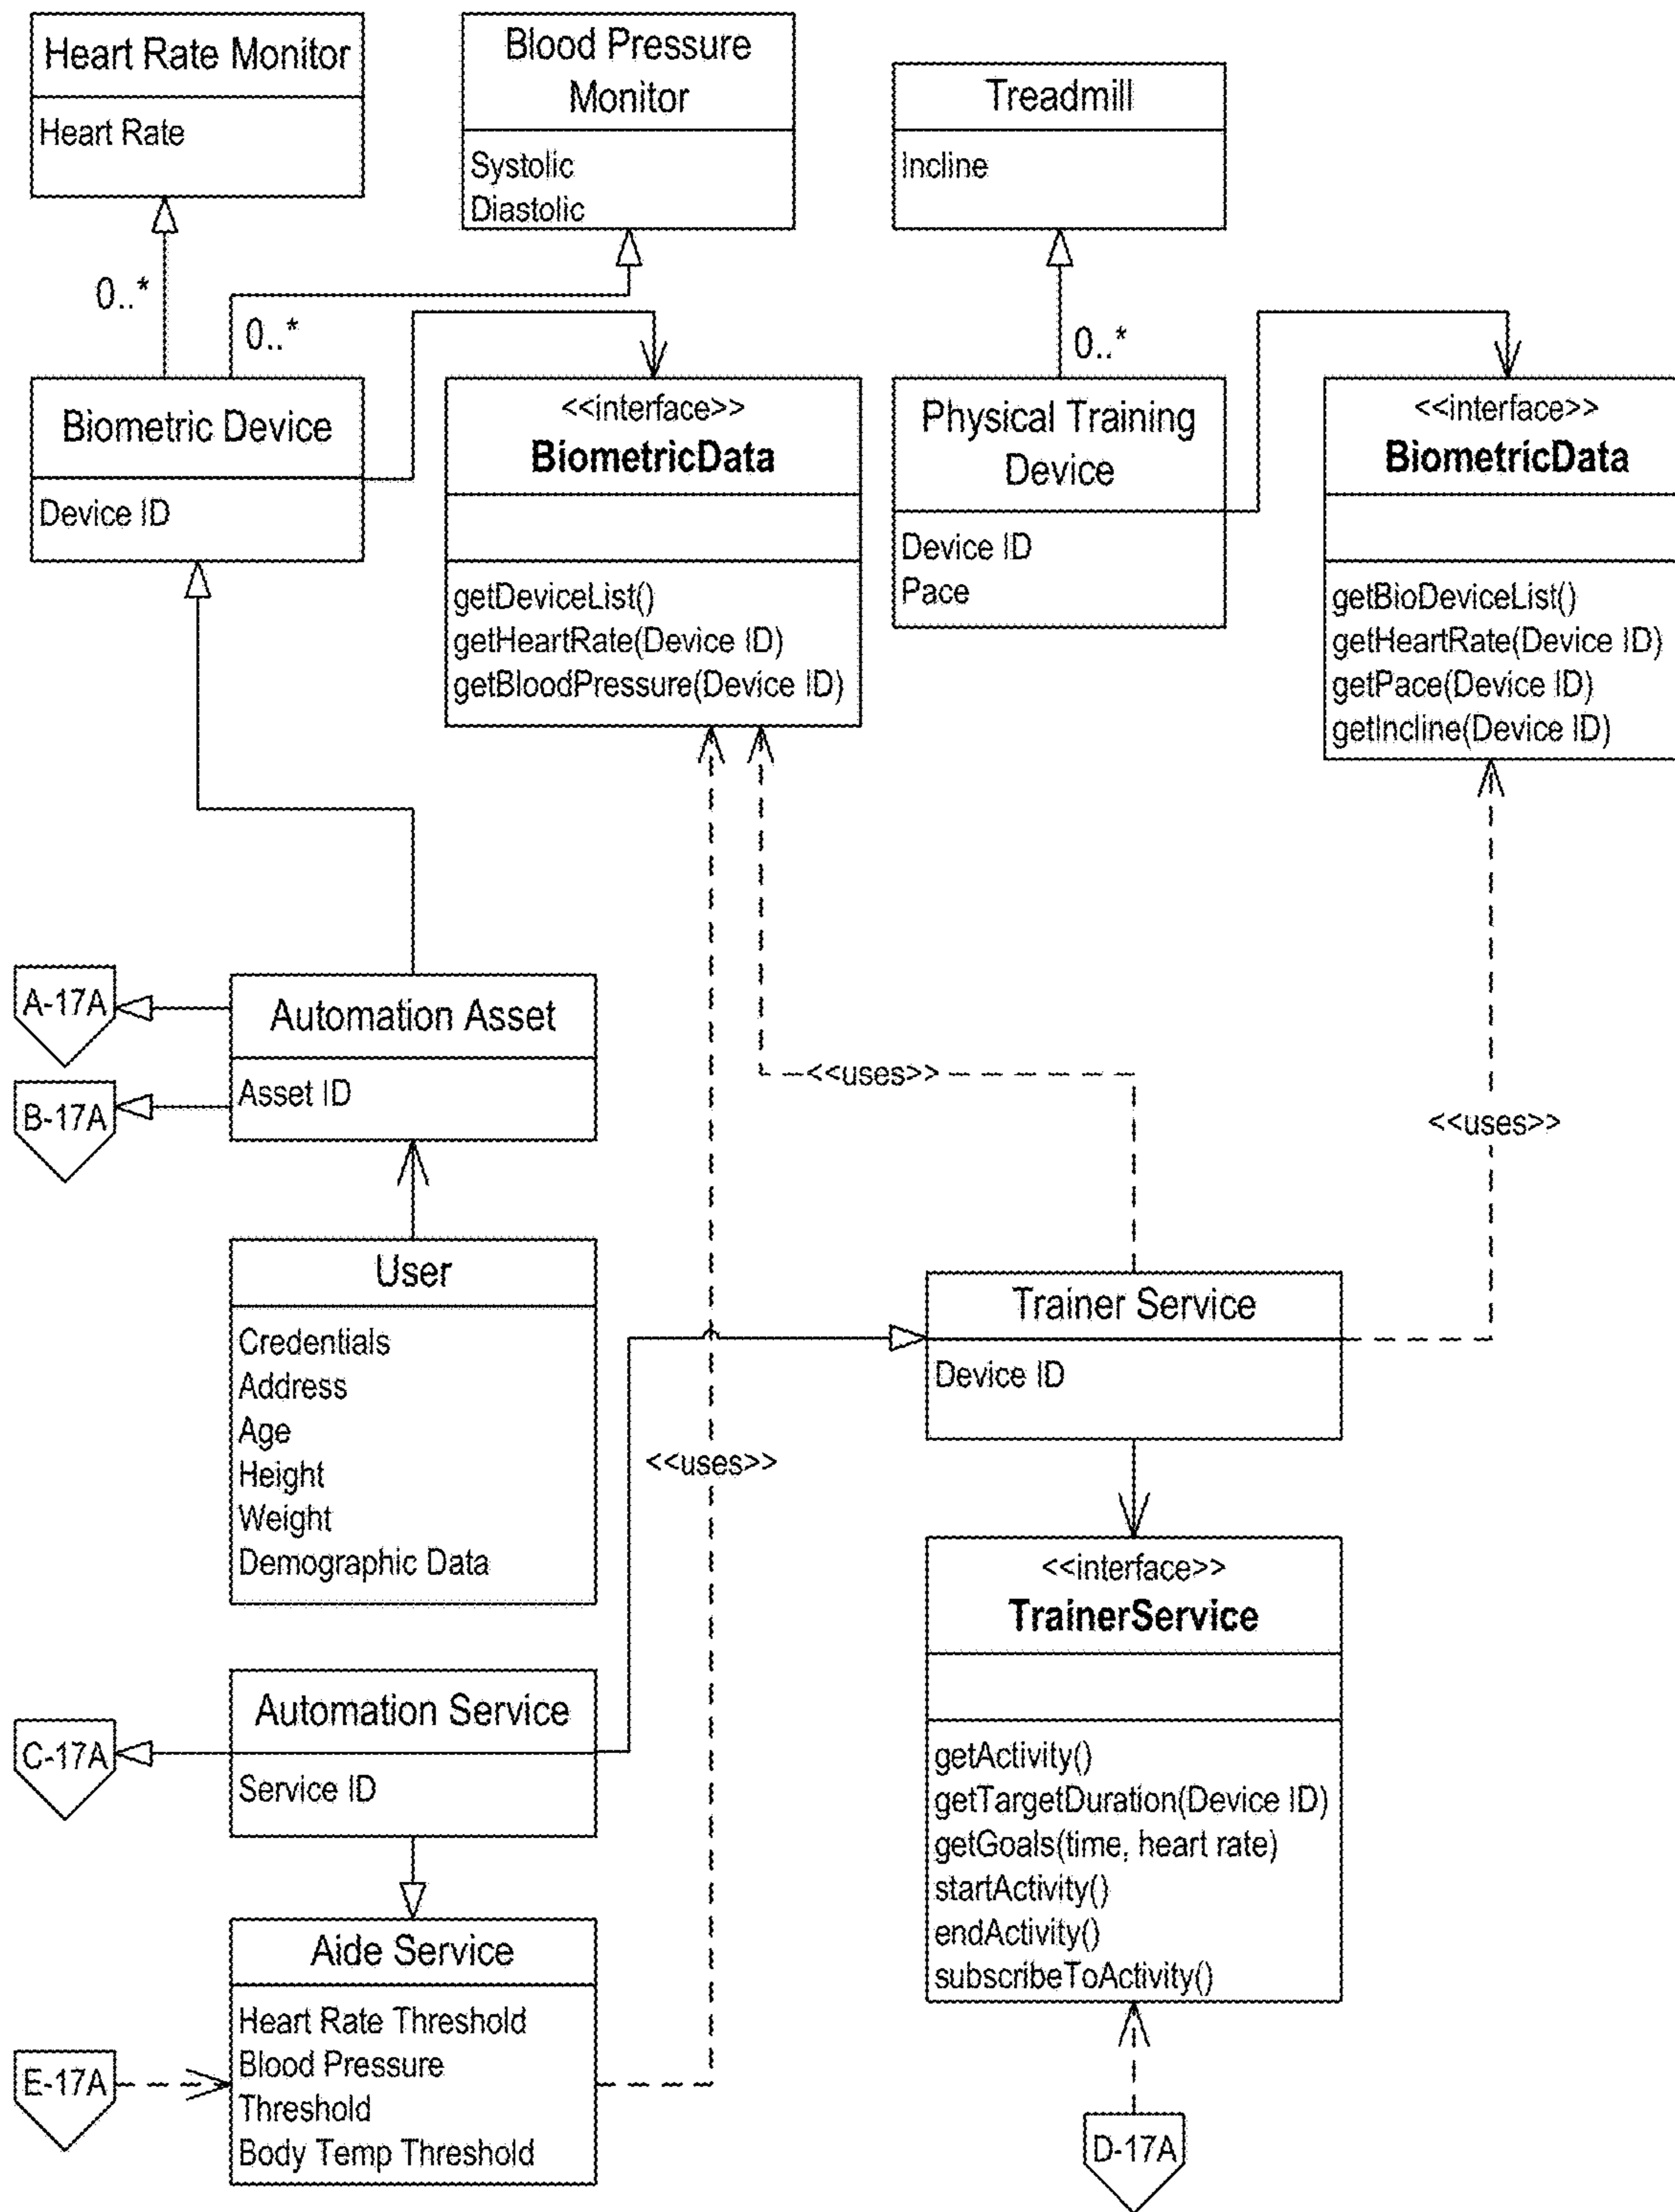 Heart Rate Monitor
Heart Rate
Blood Pressure
Monitor
Systolic
Diastolic
Treadmill
Incline
0..*
0..*
0..*
Biometric Device
Device ID
<<interface>>
BiometricData
getDeviceList()
getHeartRate(Device ID)
getBloodPressure(Device ID)
Physical Training
Device
Device ID
Pace
<<interface>>
BiometricData
getBioDeviceList()
getHeartRate(Device ID)
getPace(Device ID)
getIncline(Device ID)
A-17A
B-17A
Automation Asset
Asset ID
<<uses>>
<<uses>>
User
Credentials
Address
Age
Height
Weight
Demographic Data
Trainer Service
Device ID
<<uses>>
<<interface>>
TrainerService
getActivity()
getTargetDuration(Device ID)
getGoals(time, heart rate)
startActivity()
endActivity()
subscribeToActivity()
C-17A
Automation Service
Service ID
Aide Service
Heart Rate Threshold
Blood Pressure
Threshold
Body Temp Threshold
E-17A
D-17A